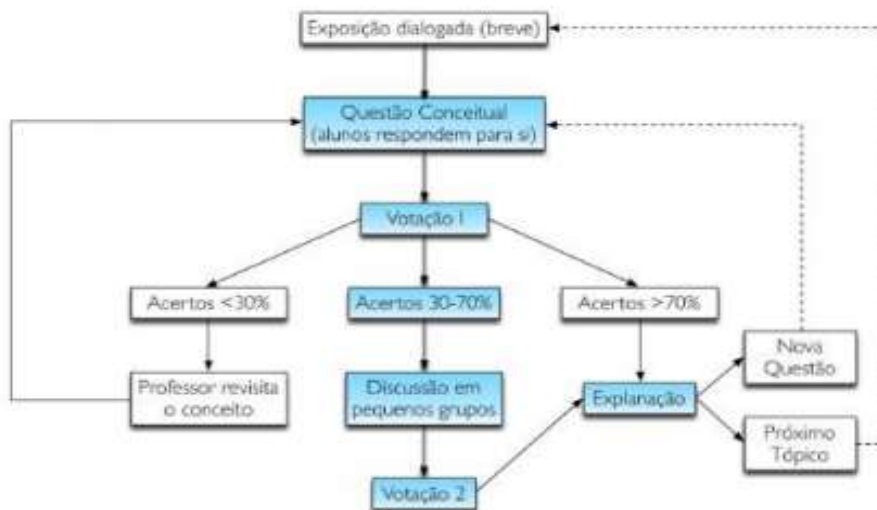 Exposição dialogada (breve)
Questão Conceitual
(alunos respondem para si)
Votação 1
Acertos <30%
Acertos 30-70%
Acertos >70%
Professor revisita
o conceito
Discussão em
pequenos grupos
Explanação
Nova
Questão
Próximo
Tópico
Votação 2